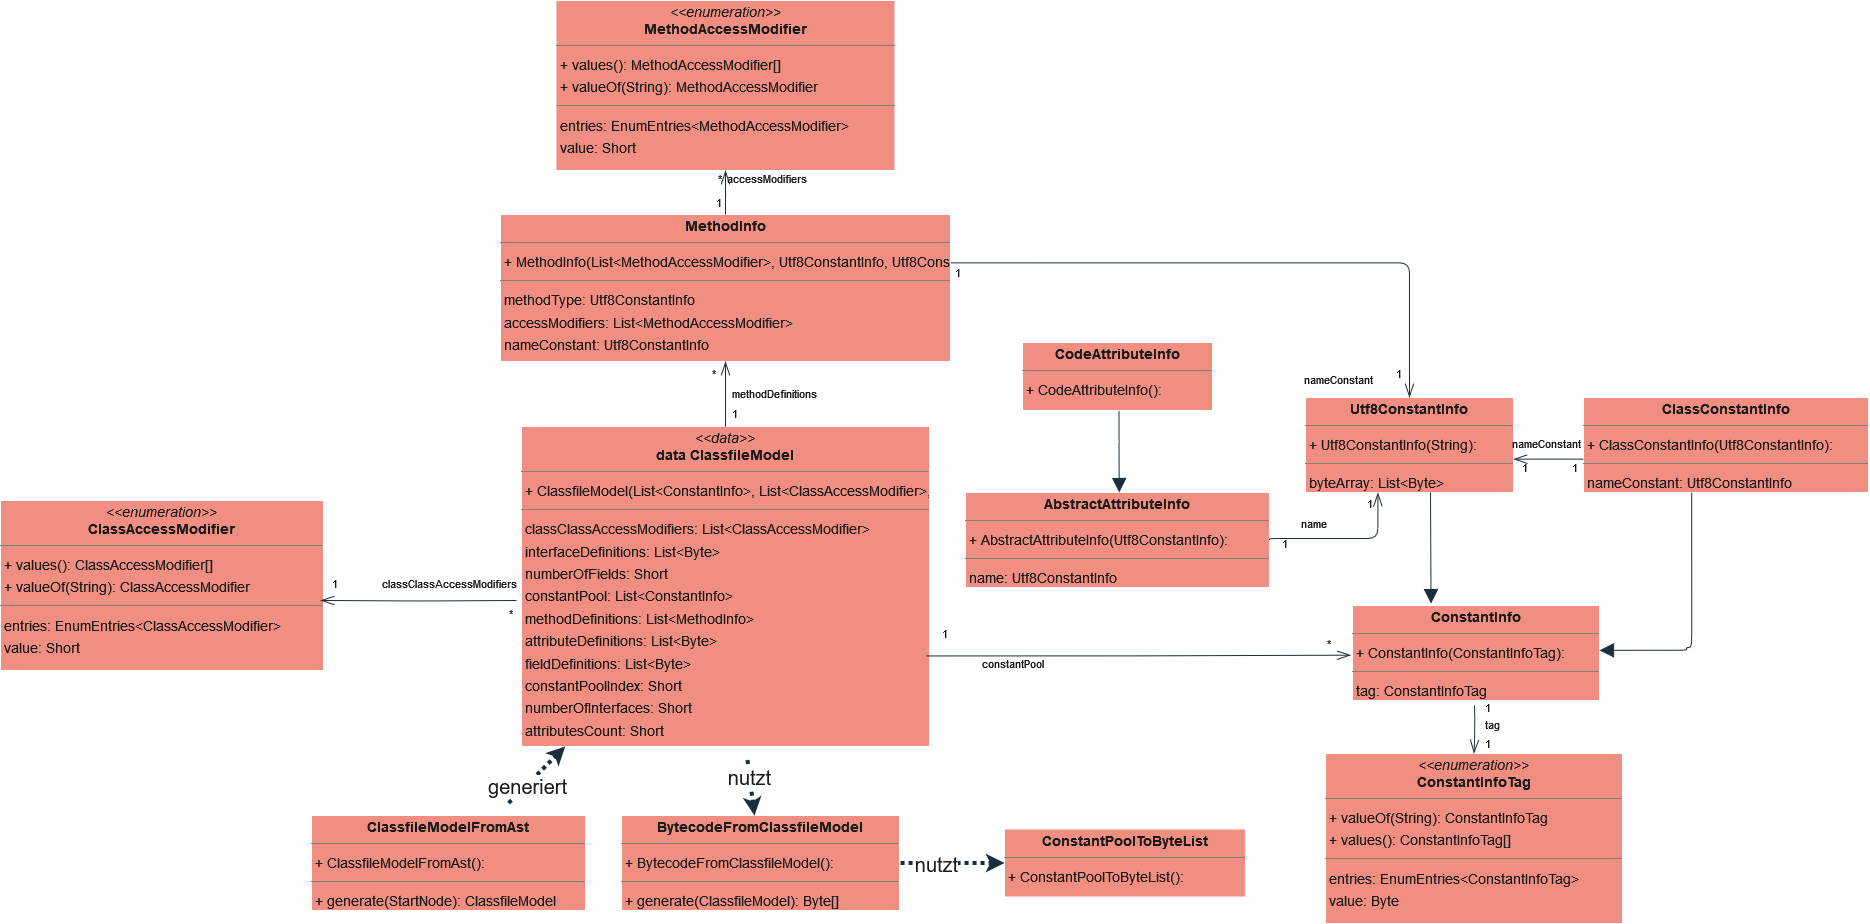 <<enumeration>>
MethodAccessModifier
+ values(): MethodAccessModifier[]
+ valueOf(String): MethodAccessModifier
entries: EnumEntries<MethodAccessModifier>
value: Short
* accessModifiers
1
MethodInfo
+ MethodInfo(List<MethodAccessModifier>, Utf8ConstantInfo, Utf8Cons
methodType: Utf8ConstantInfo
accessModifiers: List<MethodAccessModifier>
nameConstant: Utf8ConstantInfo
1
*
methodDefinitions
1
CodeAttributeInfo
+ CodeAttributeInfo():
nameConstant
1
Utf8ConstantInfo
+ Utf8ConstantInfo(String):
byteArray: List<Byte>
nameConstant
1
1
ClassConstantInfo
+ ClassConstantInfo(Utf8ConstantInfo):
nameConstant: Utf8ConstantInfo
<<data>>
data ClassfileModel
+ ClassfileModel(List<ConstantInfo>, List<ClassAccessModifier>,
classClassAccessModifiers: List<ClassAccessModifier>
interfaceDefinitions: List<Byte>
numberOfFields: Short
constantPool: List<ConstantInfo>
methodDefinitions: List<MethodInfo>
attributeDefinitions: List<Byte>
fieldDefinitions: List<Byte>
constantPoolIndex: Short
numberOfInterfaces: Short
attributesCount: Short
<<enumeration>>
ClassAccessModifier
+ values(): ClassAccessModifier[]
+ valueOf(String): ClassAccessModifier
entries: EnumEntries<ClassAccessModifier>
value: Short
1
classClassAccessModifiers
*
AbstractAttributeInfo
+ AbstractAttributeInfo(Utf8ConstantInfo):
name: Utf8ConstantInfo
1
name
1
1
constantPool
*
ConstantInfo
+ ConstantInfo(ConstantInfoTag):
tag: ConstantInfoTag
1
tag
1
<<enumeration>>
ConstantInfoTag
+ valueOf(String): ConstantInfoTag
+ values(): ConstantInfoTag[]
entries: EnumEntries<ConstantInfoTag>
value: Byte
generiert
nutzt
ClassfileModelFromAst
+ ClassfileModelFromAst():
+ generate(StartNode): ClassfileModel
BytecodeFromClassfileModel
+ BytecodeFromClassfileModel():
+ generate(ClassfileModel): Byte[]
nutzt
ConstantPoolToByteList
+ ConstantPoolToByteList():